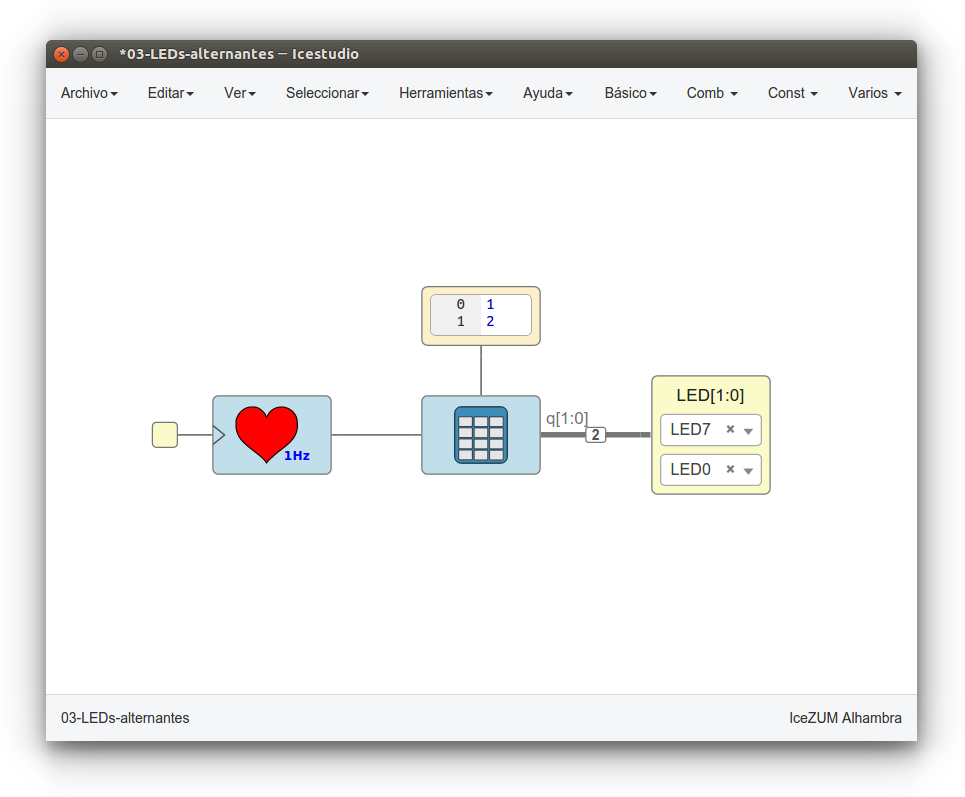 *03-LEDs-alternantes — Icestudio
Archivo Editar Ver Seleccionar Herramientas Ayuda Básico Comb Const Varios
0 1
1 2
1Hz
q[1:0]
2
LED[1:0]
LED7 ×
LED0 ×
03-LEDs-alternantes IceZUM Alhambra